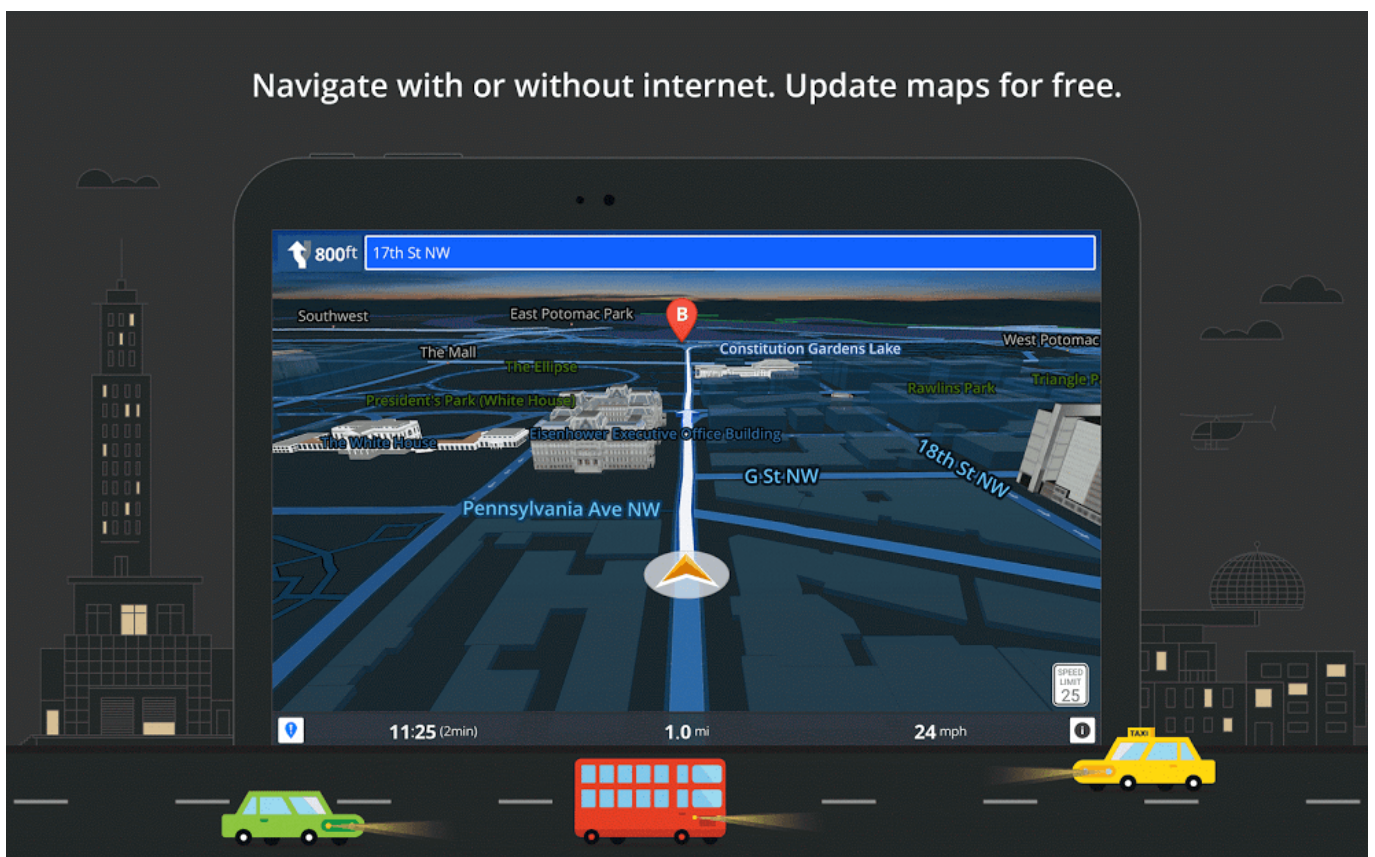 Navigate with or without internet. Update maps for free.
800ft
17th St NW
Southwest
East Potomac Park
B
The Mall
Constitution Gardens Lake
West Potomac
The Ellipse
Rawlins Park
Triangle P
President's Park (White House)
The White House
Eisenhower Executive Office Building
18th St NW
G St NW
Pennsylvania Ave NW
SPEED
LIMIT
25
11:25 (2min)
1.0 mi
24 mph
TAXI